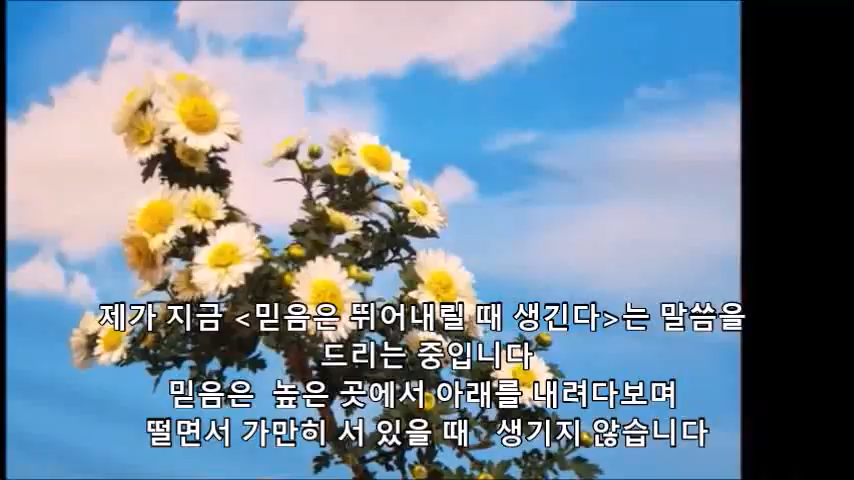 제가 지금 <믿음은 뛰어내릴 때 생긴다>는 말씀을
드리는 중입니다
믿음은 높은 곳에서 아래를 내려다보며
떨면서 가만히 서 있을 때 생기지 않습니다